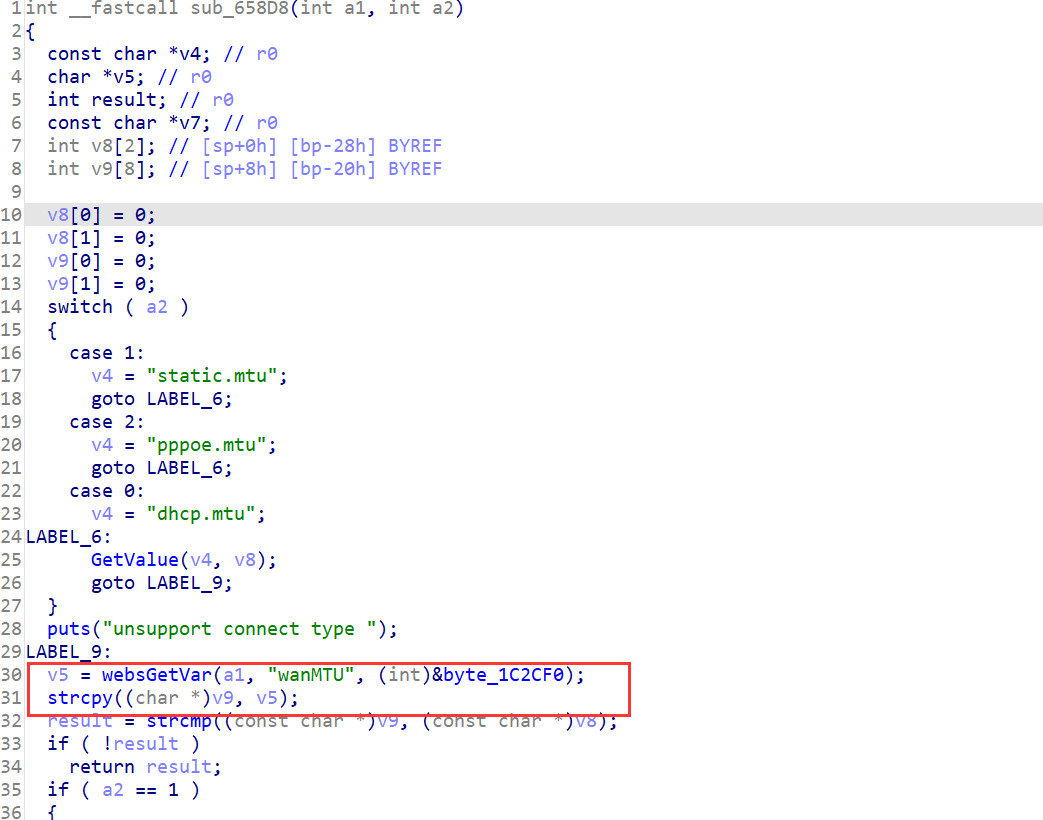 1 int __fastcall sub_658D8(int a1, int a2)
2 {
3   const char *v4; // r0
4   char *v5; // r0
5   int result; // r0
6   const char *v7; // r0
7   int v8[2]; // [sp+0h] [bp-28h] BYREF
8   int v9[8]; // [sp+8h] [bp-20h] BYREF
9
10   v8[0] = 0;
11   v8[1] = 0;
12   v9[0] = 0;
13   v9[1] = 0;
14   switch ( a2 )
15   {
16     case 1:
17       v4 = "static.mtu";
18       goto LABEL_6;
19     case 2:
20       v4 = "pppoe.mtu";
21       goto LABEL_6;
22     case 0:
23       v4 = "dhcp.mtu";
24 LABEL_6:
25       GetValue(v4, v8);
26       goto LABEL_9;
27   }
28   puts("unsupport connect type ");
29 LABEL_9:
30   v5 = websGetVar(a1, "wanMTU", (int)&byte_1C2CF0);
31   strcpy((char *)v9, v5);
32   result = strcmp((const char *)v9, (const char *)v8);
33   if ( !result )
34     return result;
35   if ( a2 == 1 )
36   {